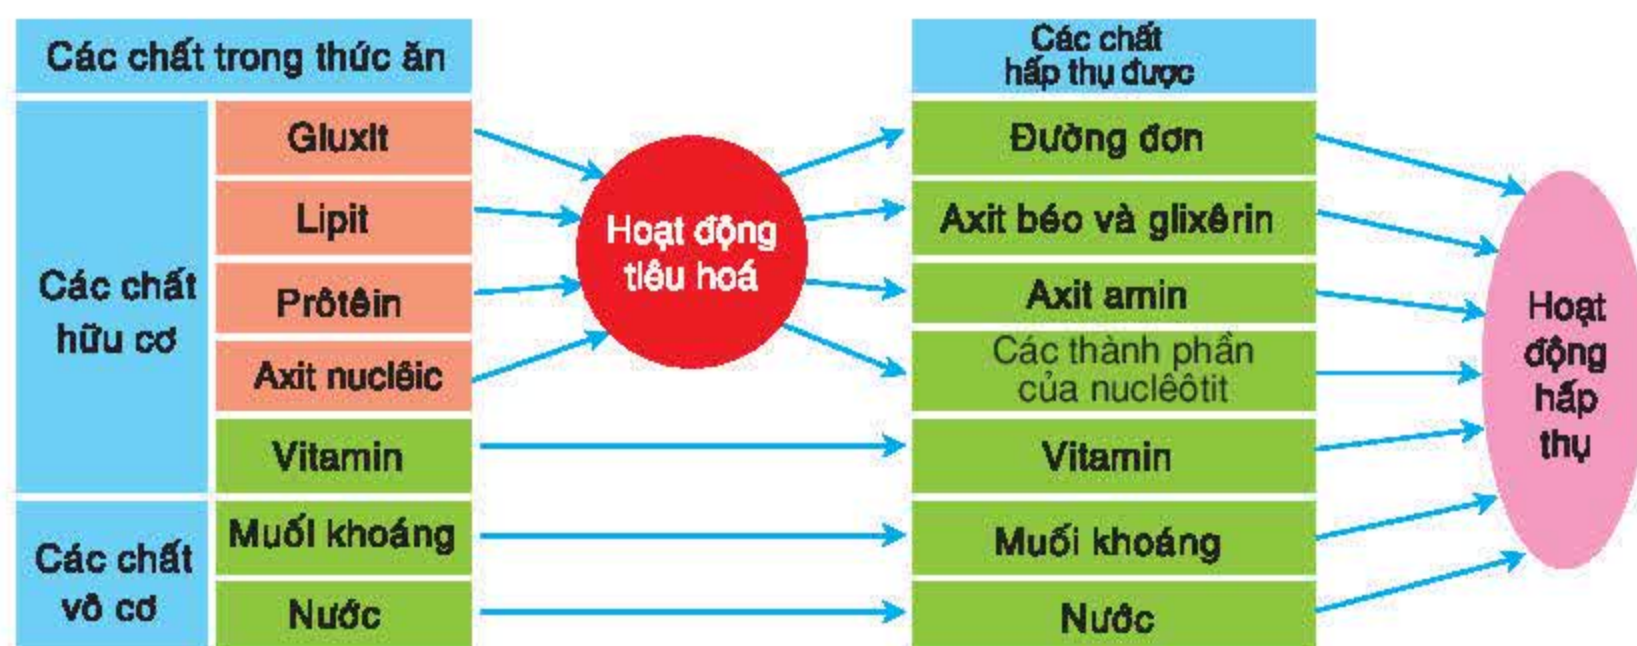 Các chất trong thức ăn
Các chất
hữu cơ
Gluxit
Lipit
Prôtêin
Axit nuclêic
Vitamin
Các chất
vô cơ
Muối khoáng
Nước
Hoạt động
tiêu hoá
Các chất
hấp thụ được
Đường đơn
Axit béo và glixêrin
Axit amin
Các thành phần
của nuclêôtit
Vitamin
Muối khoáng
Nước
Hoạt
động
hấp
thụ